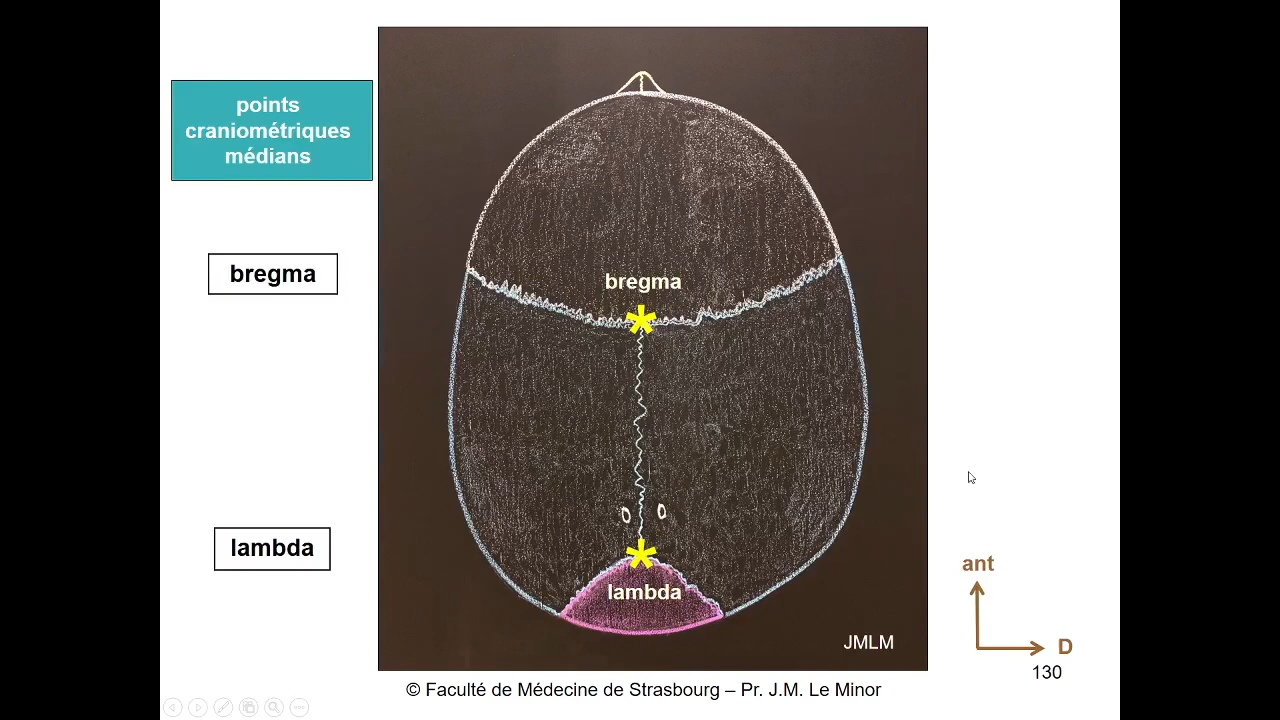 points
craniométriques
médians
bregma
lambda
bregma
lambda
JMLM
ant
D
130
© Faculté de Médecine de Strasbourg – Pr. J.M. Le Minor